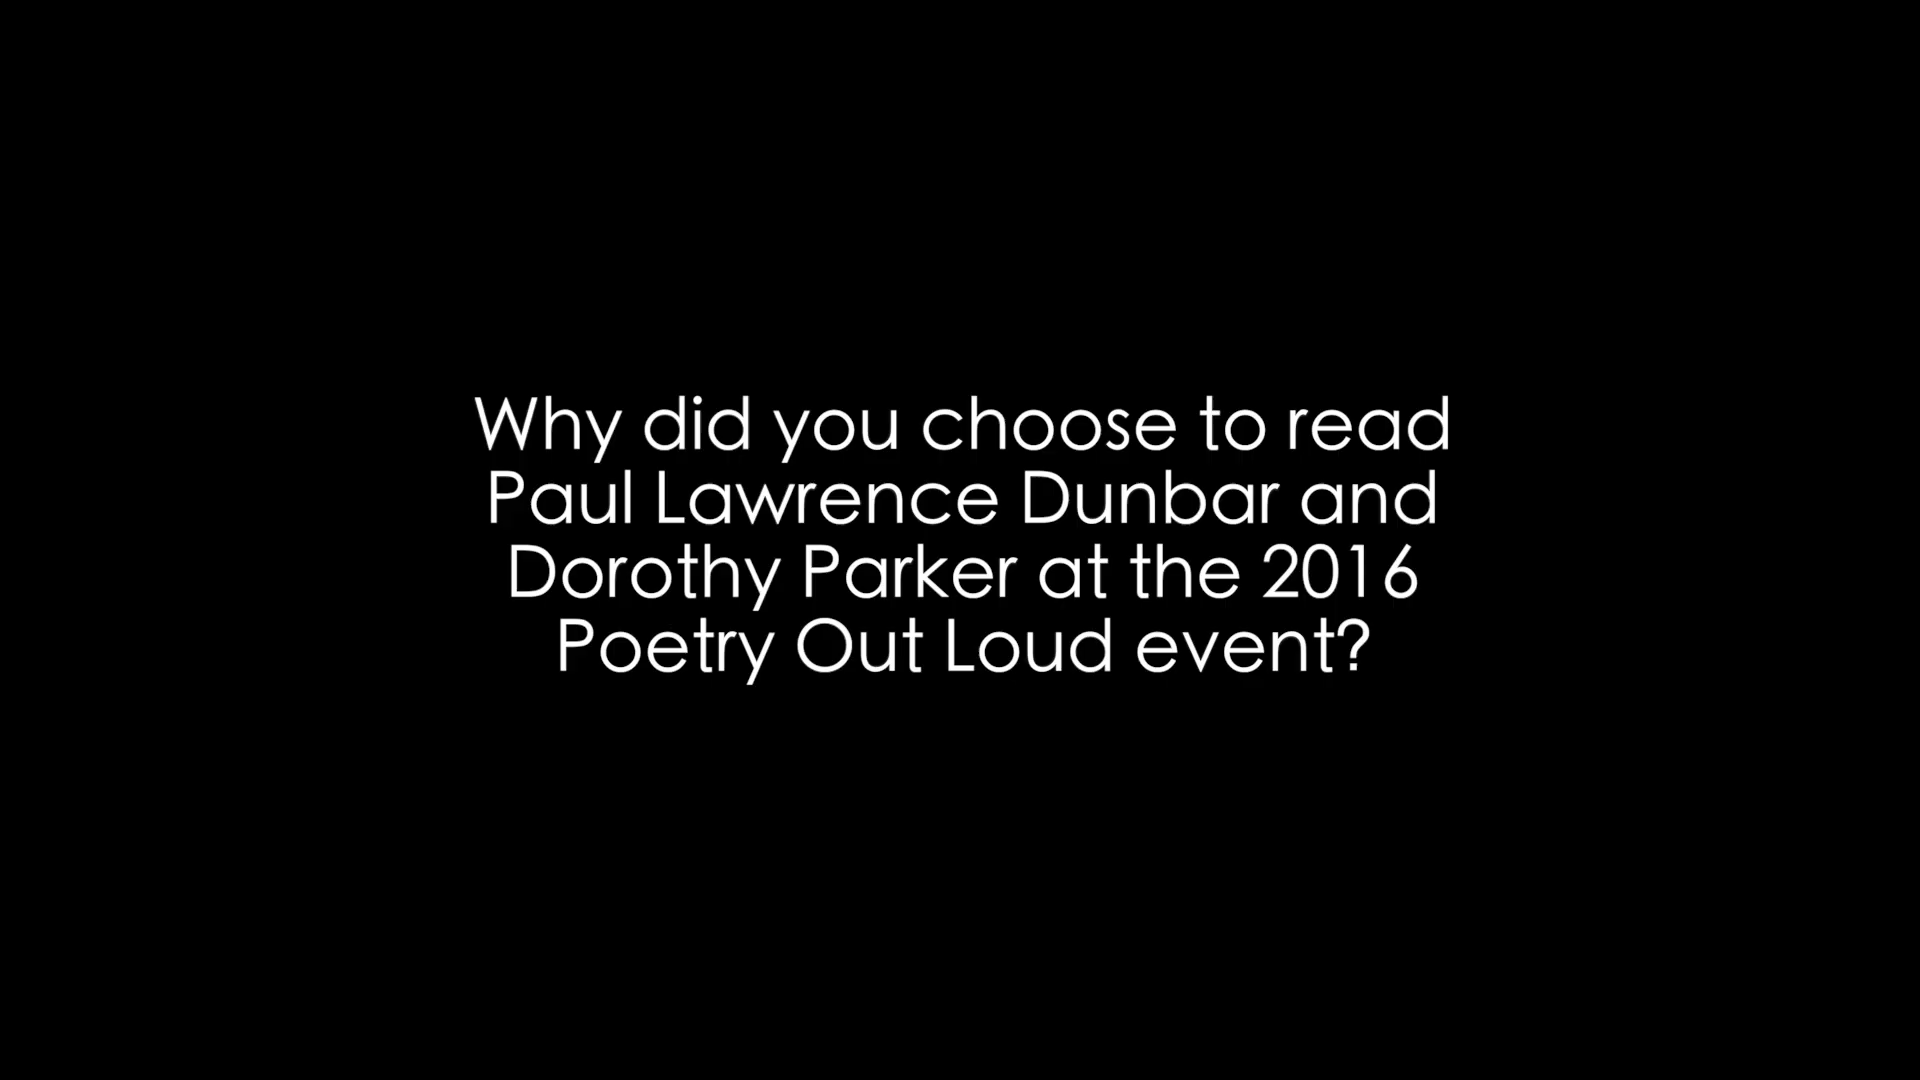 Why did you choose to read
Paul Lawrence Dunbar and
Dorothy Parker at the 2016
Poetry Out Loud event?